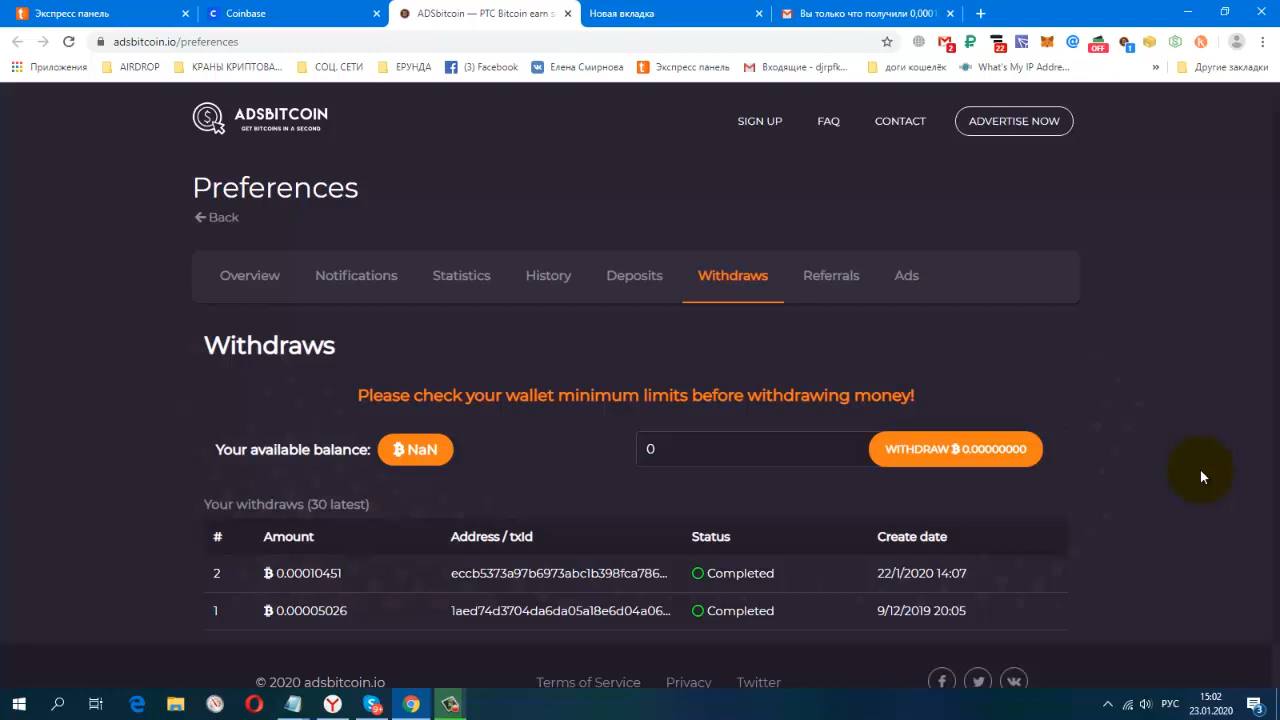 Экспресс панель
Coinbase
ADSbitcoin — PTC Bitcoin earn s
Новая вкладка
Вы только что получили 0,0001
adsbitcoin.io/preferences
2
22
OFF
1
Приложения
AIRDROP
КРАНЫ КРИПТОВА...
СОЦ. СЕТИ
ЕРУНДА
(3) Facebook
Елена Смирнова
Экспресс панель
Входящие - djrpfk...
доги кошелёк
What's My IP Addre...
»
Другие закладки
ADSBITCOIN
GET BITCOINS IN A SECOND
SIGN UP
FAQ
CONTACT
ADVERTISE NOW
Preferences
Back
Overview
Notifications
Statistics
History
Deposits
Withdraws
Referrals
Ads
Withdraws
Please check your wallet minimum limits before withdrawing money!
Your available balance:
₿ NaN
0
WITHDRAW ₿ 0.00000000
Your withdraws (30 latest)
# Amount Address / txId Status Create date
2 ₿ 0.00010451 eccb5373a97b6973abc1b398fca786... Completed 22/1/2020 14:07
1 ₿ 0.00005026 1aed74d3704da6da05a18e6d04a06... Completed 9/12/2019 20:05
© 2020 adsbitcoin.io
Terms of Service
Privacy
Twitter
РУС
15:02
23.01.2020
3